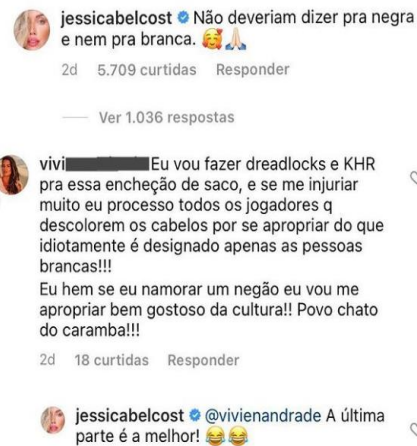 jessicabelcost Não deveriam dizer pra negra
e nem pra branca. 🥰🙏🏻
2d 5.709 curtidas Responder
Ver 1.036 respostas
vivi Eu vou fazer dreadlocks e KHR
pra essa encheção de saco, e se me injuriar
muito eu processo todos os jogadores q
descolorem os cabelos por se apropriar do que
idiotamente é designado apenas as pessoas
brancas!!!
Eu hem se eu namorar um negão eu vou me
apropriar bem gostoso da cultura!! Povo chato
do caramba!!!
2d 18 curtidas Responder
jessicabelcost @vivienandrade A última
parte é a melhor! 😂😂